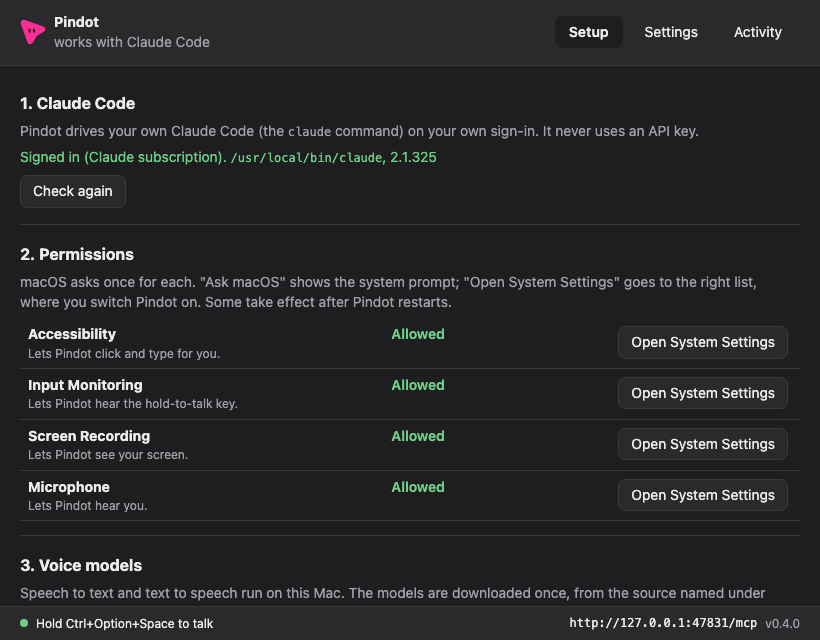 Pindot
works with Claude Code
Setup
Settings
Activity
1. Claude Code
Pindot drives your own Claude Code (the claude command) on your own sign-in. It never uses an API key.
Signed in (Claude subscription). /usr/local/bin/claude, 2.1.325
Check again
2. Permissions
macOS asks once for each. "Ask macOS" shows the system prompt; "Open System Settings" goes to the right list,
where you switch Pindot on. Some take effect after Pindot restarts.
Accessibility
Lets Pindot click and type for you.
Allowed
Open System Settings
Input Monitoring
Lets Pindot hear the hold-to-talk key.
Allowed
Open System Settings
Screen Recording
Lets Pindot see your screen.
Allowed
Open System Settings
Microphone
Lets Pindot hear you.
Allowed
Open System Settings
3. Voice models
Speech to text and text to speech run on this Mac. The models are downloaded once, from the source named under
Hold Ctrl+Option+Space to talk
http://127.0.0.1:47831/mcp v0.4.0